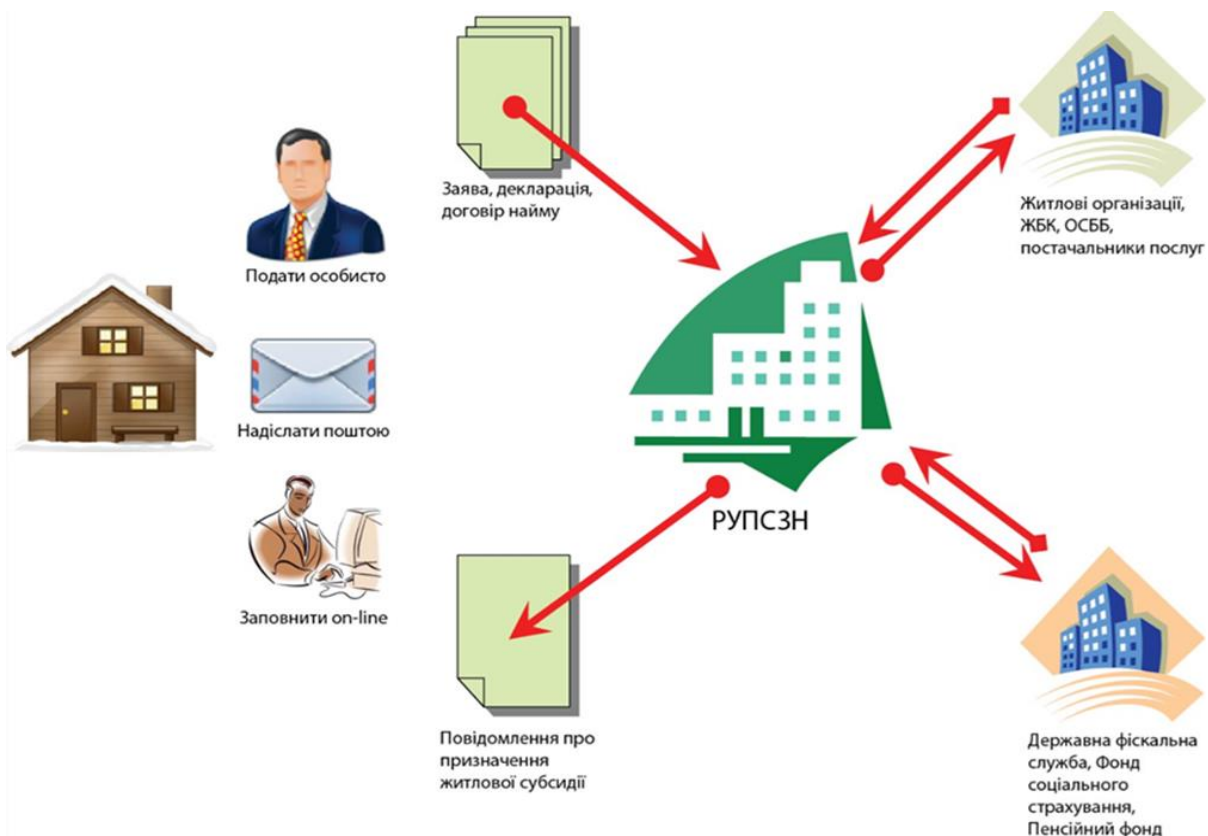 Подати особисто
Надіслати поштою
Заповнити on-line
Заява, декларація,
договір найму
РУПСЗН
Повідомлення про
призначення
житлової субсидії
Житлові організації,
ЖБК, ОСББ,
постачальники послуг
Державна фіскальна
служба, Фонд
соціального
страхування,
Пенсійний фонд